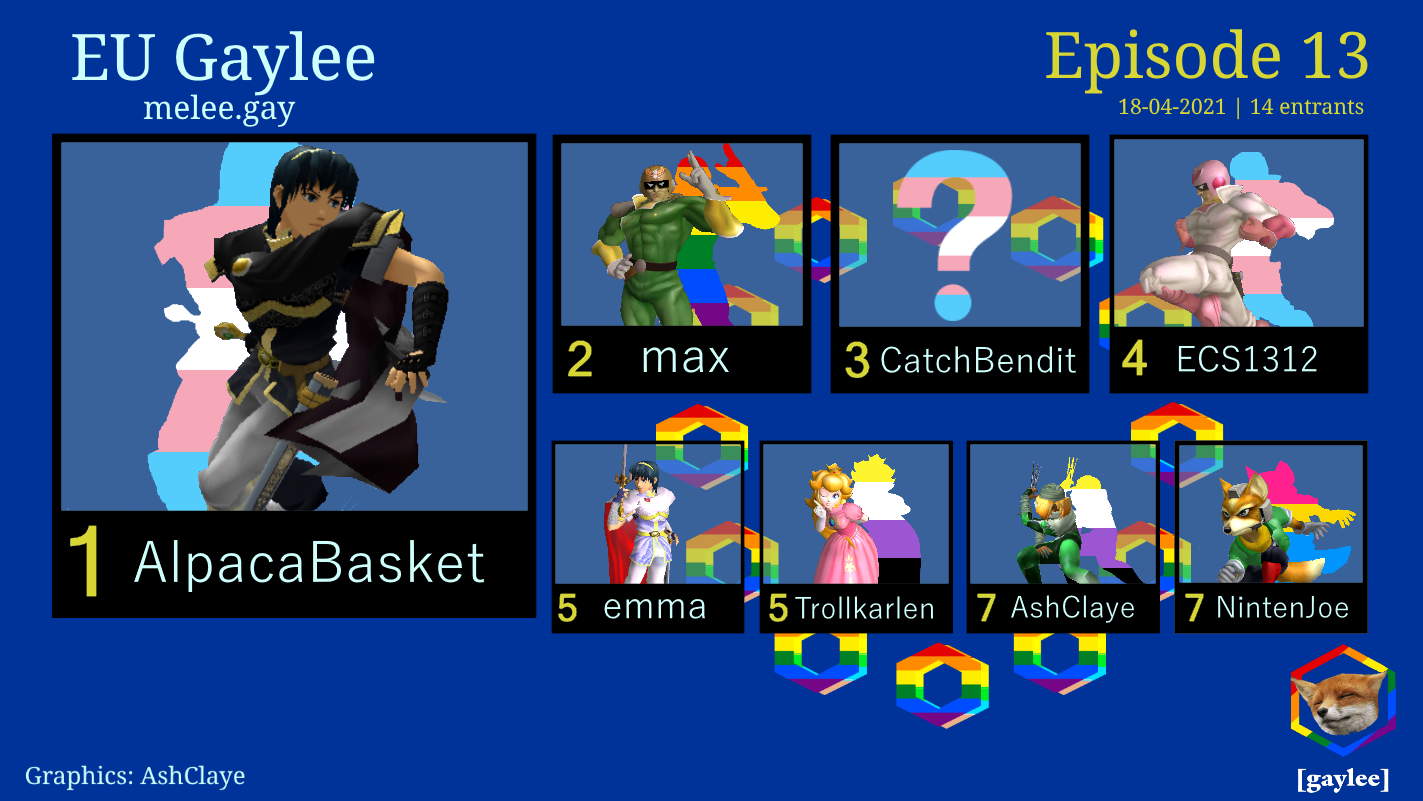 EU Gaylee
melee.gay
Episode 13
18-04-2021 | 14 entrants
1 AlpacaBasket
2 max
3 CatchBendit
4 ECS1312
5 emma
5 Trollkarlen
7 AshClaye
7 NintenJoe
Graphics: AshClaye
[gaylee]